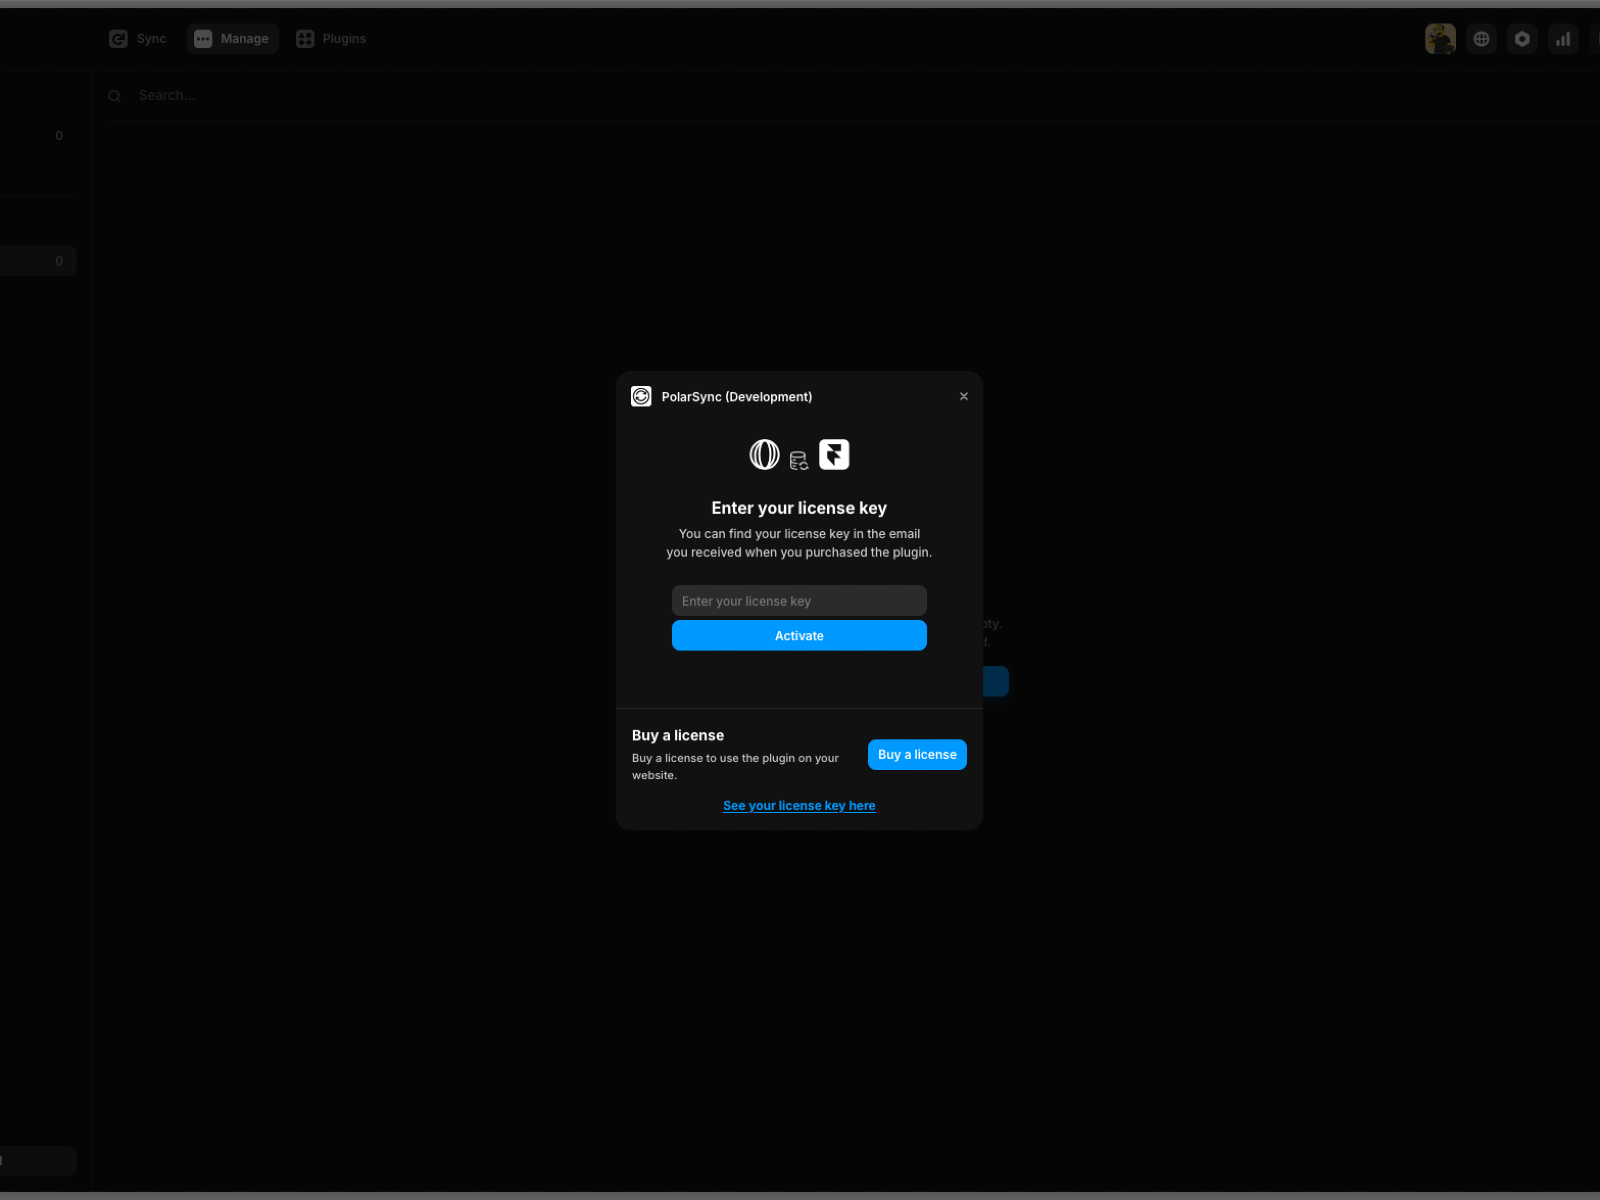 Sync
Manage
Plugins
Search...
0
0
PolarSync (Development)
Enter your license key
You can find your license key in the email
you received when you purchased the plugin.
Enter your license key
Activate
Buy a license
Buy a license to use the plugin on your
website.
Buy a license
See your license key here